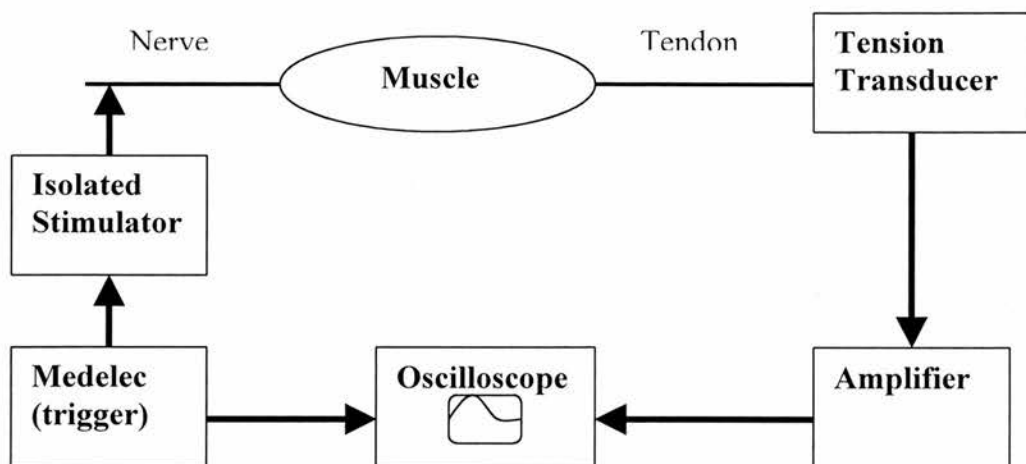 Nerve
Tendon
Tension
Transducer
Muscle
Isolated
Stimulator
Medelec
(trigger)
Oscilloscope
Amplifier